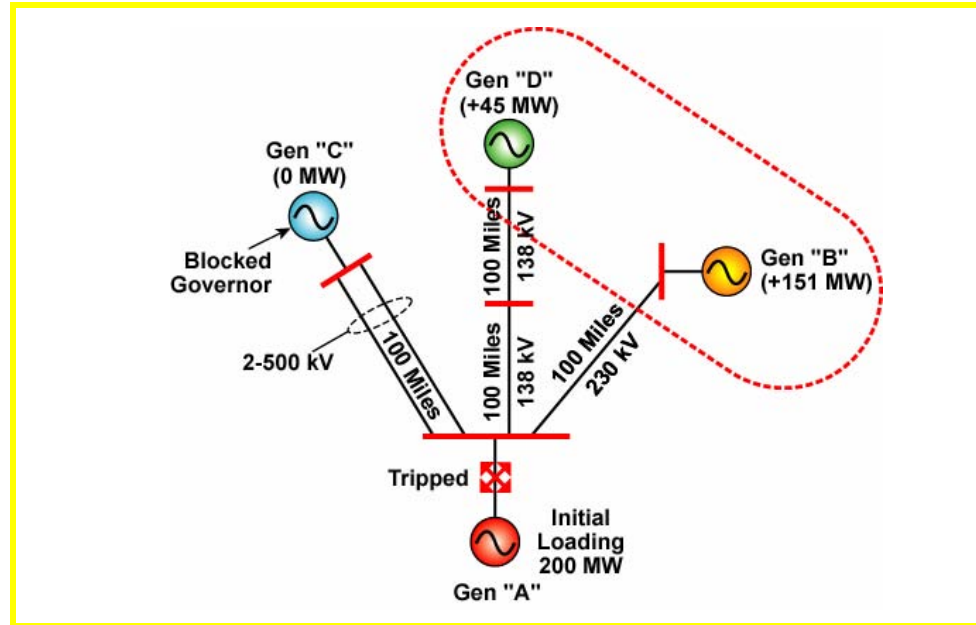 Gen "D"
(+45 MW)
Gen "C"
(0 MW)
Blocked
Governor
2-500 kV
100 Miles
100 Miles
138 kV
100 Miles
138 kV
100 Miles
230 kV
Gen "B"
(+151 MW)
Tripped
Initial
Loading
200 MW
Gen "A"